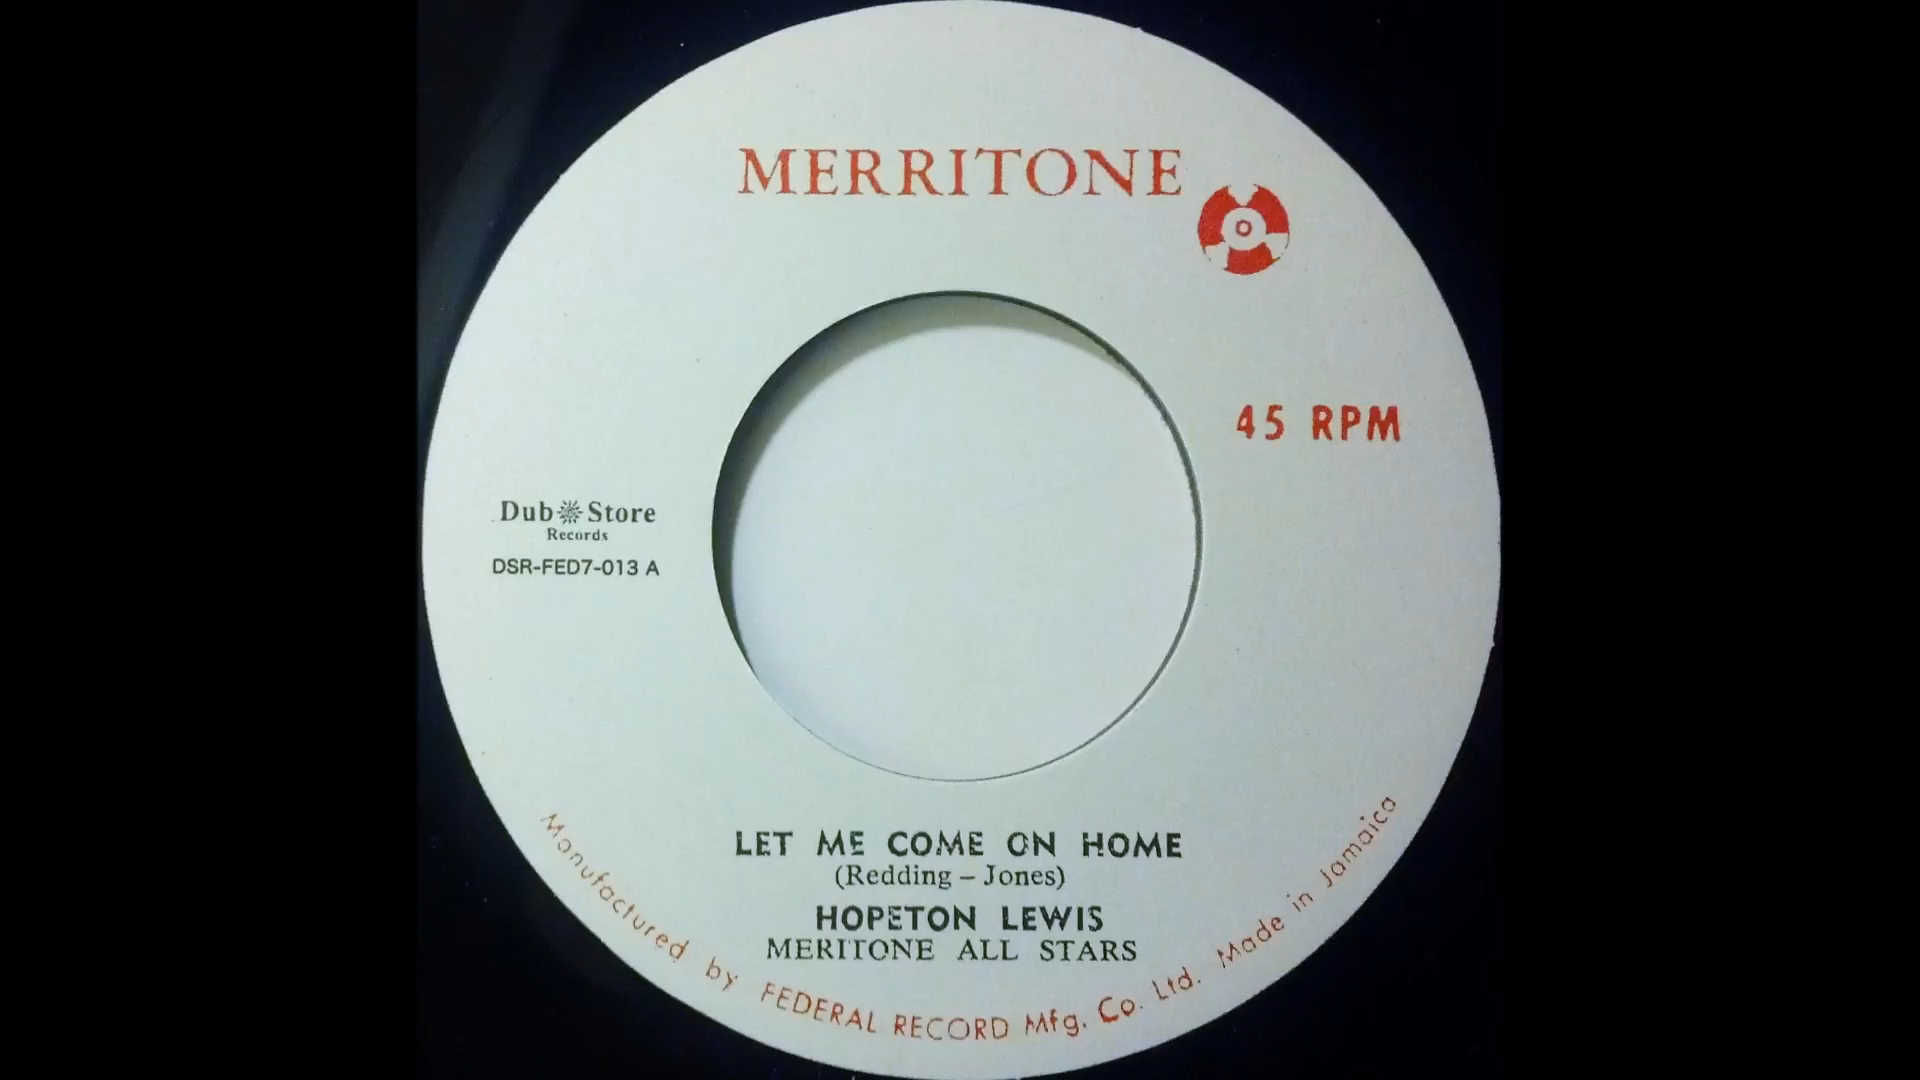 MERRITONE
45 RPM
Dub Store
Records
DSR-FED7-013 A
LET ME COME ON HOME
(Redding – Jones)
HOPETON LEWIS
MERITONE ALL STARS
Manufactured by FEDERAL RECORD Mfg. Co. Ltd. Made in Jamaica